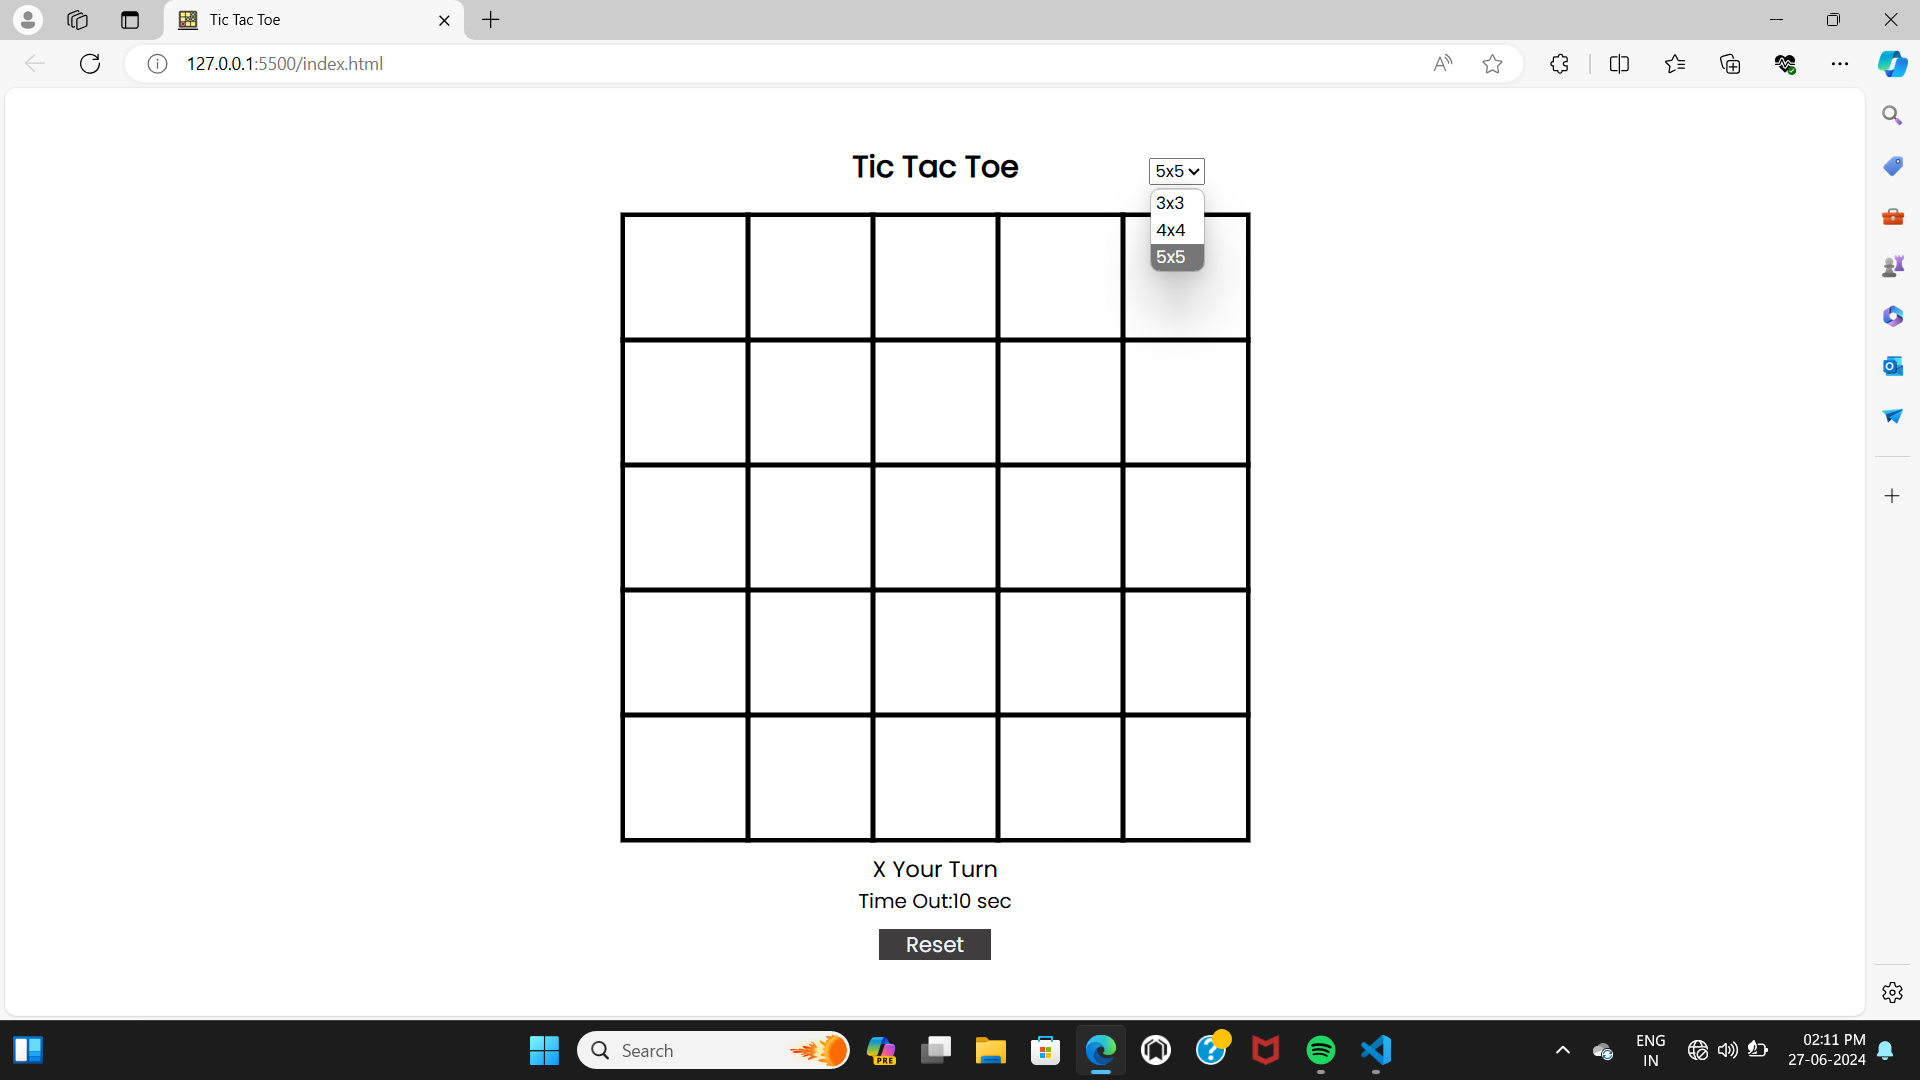 Tic Tac Toe
127.0.0.1:5500/index.html
Tic Tac Toe
5x5
3x3
4x4
5x5
X Your Turn
Time Out:10 sec
Reset
Search
PRE
ENG
IN
02:11 PM
27-06-2024